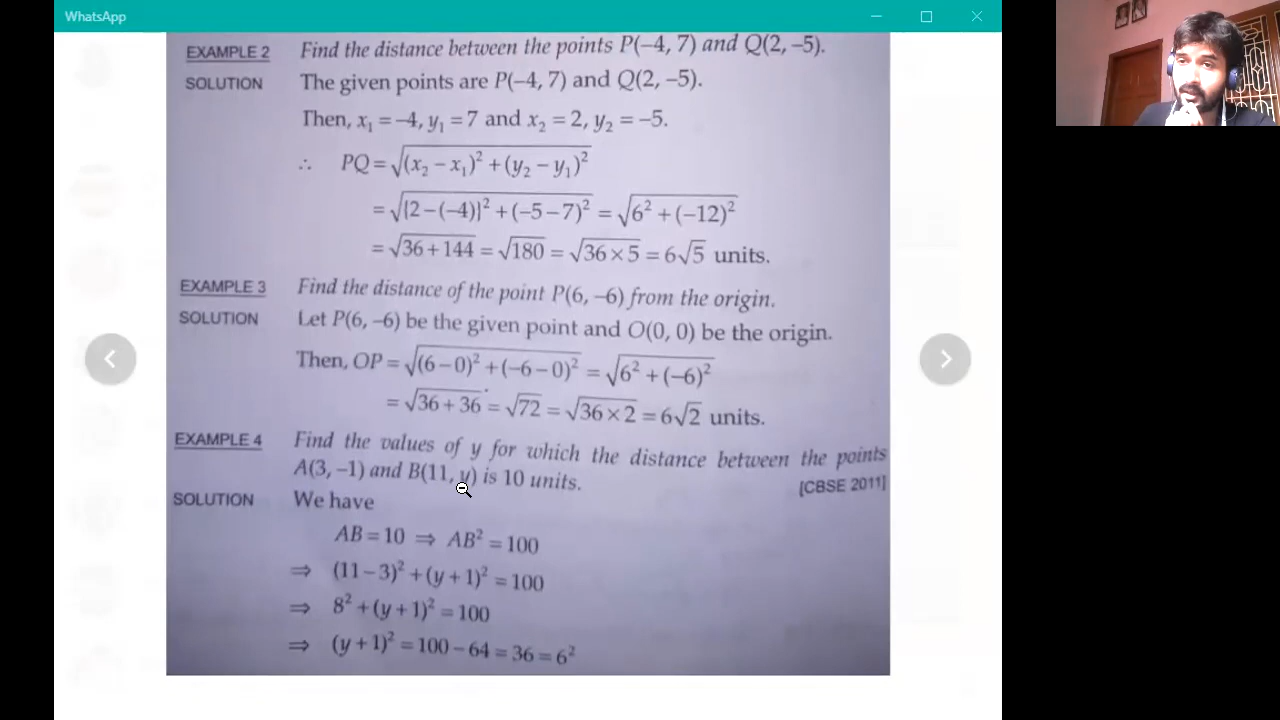 WhatsApp
EXAMPLE 2 Find the distance between the points P(–4, 7) and Q(2, –5).
SOLUTION The given points are P(–4, 7) and Q(2, –5).
Then, x₁ = –4, y₁ = 7 and x₂ = 2, y₂ = –5.
∴ PQ = √(x₂ – x₁)² + (y₂ – y₁)²
= √{2 – (–4)}² + (–5 – 7)² = √6² + (–12)²
= √36 + 144 = √180 = √36 × 5 = 6√5 units.
EXAMPLE 3 Find the distance of the point P(6, –6) from the origin.
SOLUTION Let P(6, –6) be the given point and O(0, 0) be the origin.
Then, OP = √(6 – 0)² + (–6 – 0)² = √6² + (–6)²
= √36 + 36 = √72 = √36 × 2 = 6√2 units.
EXAMPLE 4 Find the values of y for which the distance between the points
A(3, –1) and B(11, y) is 10 units. [CBSE 2011]
SOLUTION We have
AB = 10 ⇒ AB² = 100
⇒ (11 – 3)² + (y + 1)² = 100
⇒ 8² + (y + 1)² = 100
⇒ (y + 1)² = 100 – 64 = 36 = 6²